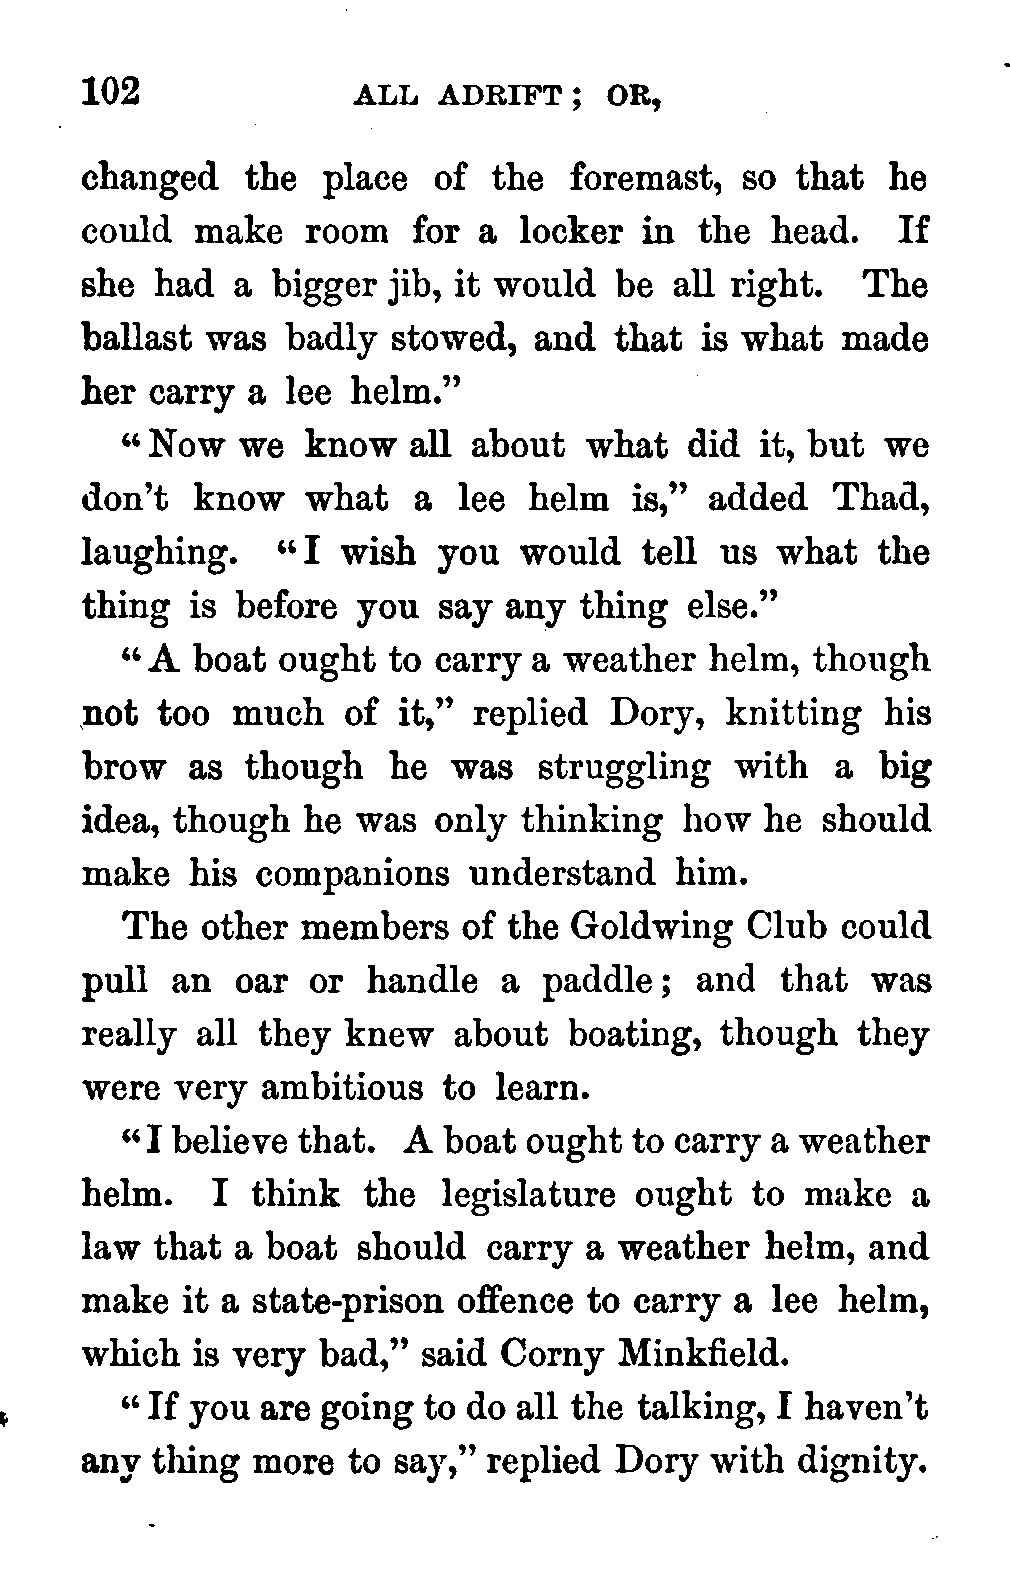 102 ALL ADRIFT; OR,
changed the place of the foremast, so that he
could make room for a locker in the head. If
she had a bigger jib, it would be all right. The
ballast was badly stowed, and that is what made
her carry a lee helm."
"Now we know all about what did it, but we
don't know what a lee helm is," added Thad,
laughing. "I wish you would tell us what the
thing is before you say any thing else."
"A boat ought to carry a weather helm, though
not too much of it," replied Dory, knitting his
brow as though he was struggling with a big
idea, though he was only thinking how he should
make his companions understand him.
The other members of the Goldwing Club could
pull an oar or handle a paddle; and that was
really all they knew about boating, though they
were very ambitious to learn.
"I believe that. A boat ought to carry a weather
helm. I think the legislature ought to make a
law that a boat should carry a weather helm, and
make it a state-prison offence to carry a lee helm,
which is very bad," said Corny Minkfield.
"If you are going to do all the talking, I haven't
any thing more to say," replied Dory with dignity.